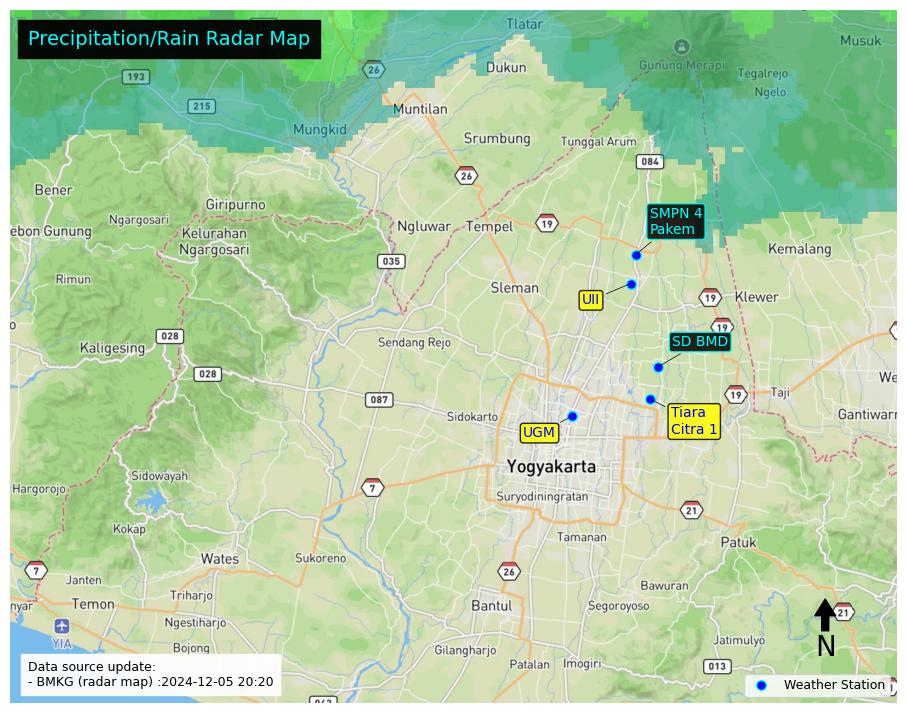 Tlatar
Precipitation/Rain Radar Map
Musuk
26
Gunung Merapi
Dukun
193
Tegalrejo
Ngelo
215
Muntilan
Mungkid
Srumbung
Tunggal Arum
084
26
Bener
Giripurno
SMPN 4
Pakem
Ngargosari
Ngluwar
Tempel
19
ebon Gunung
Kelurahan
Ngargosari
Kemalang
035
Rimun
Sleman
UII
19
Klewer
0
19
028
Kaligesing
Sendang Rejo
SD BMD
028
We
087
19
Taji
Sidokarto
Tiara
Citra 1
Gantiwarn
UGM
Yogyakarta
Sidowayah
Hargorojo
7
Suryodiningratan
21
Kokap
Tamanan
Patuk
Wates
Sukoreno
7
26
Janten
Bawuran
Triharjo
nyar
Temon
Bantul
Segoroyoso
21
Ngestiharjo
YIA
N
Jatimulyo
Bojong
Gilangharjo
Data source update:
- BMKG (radar map) :2024-12-05 20:20
Patalan
Imogiri
013
Weather Station